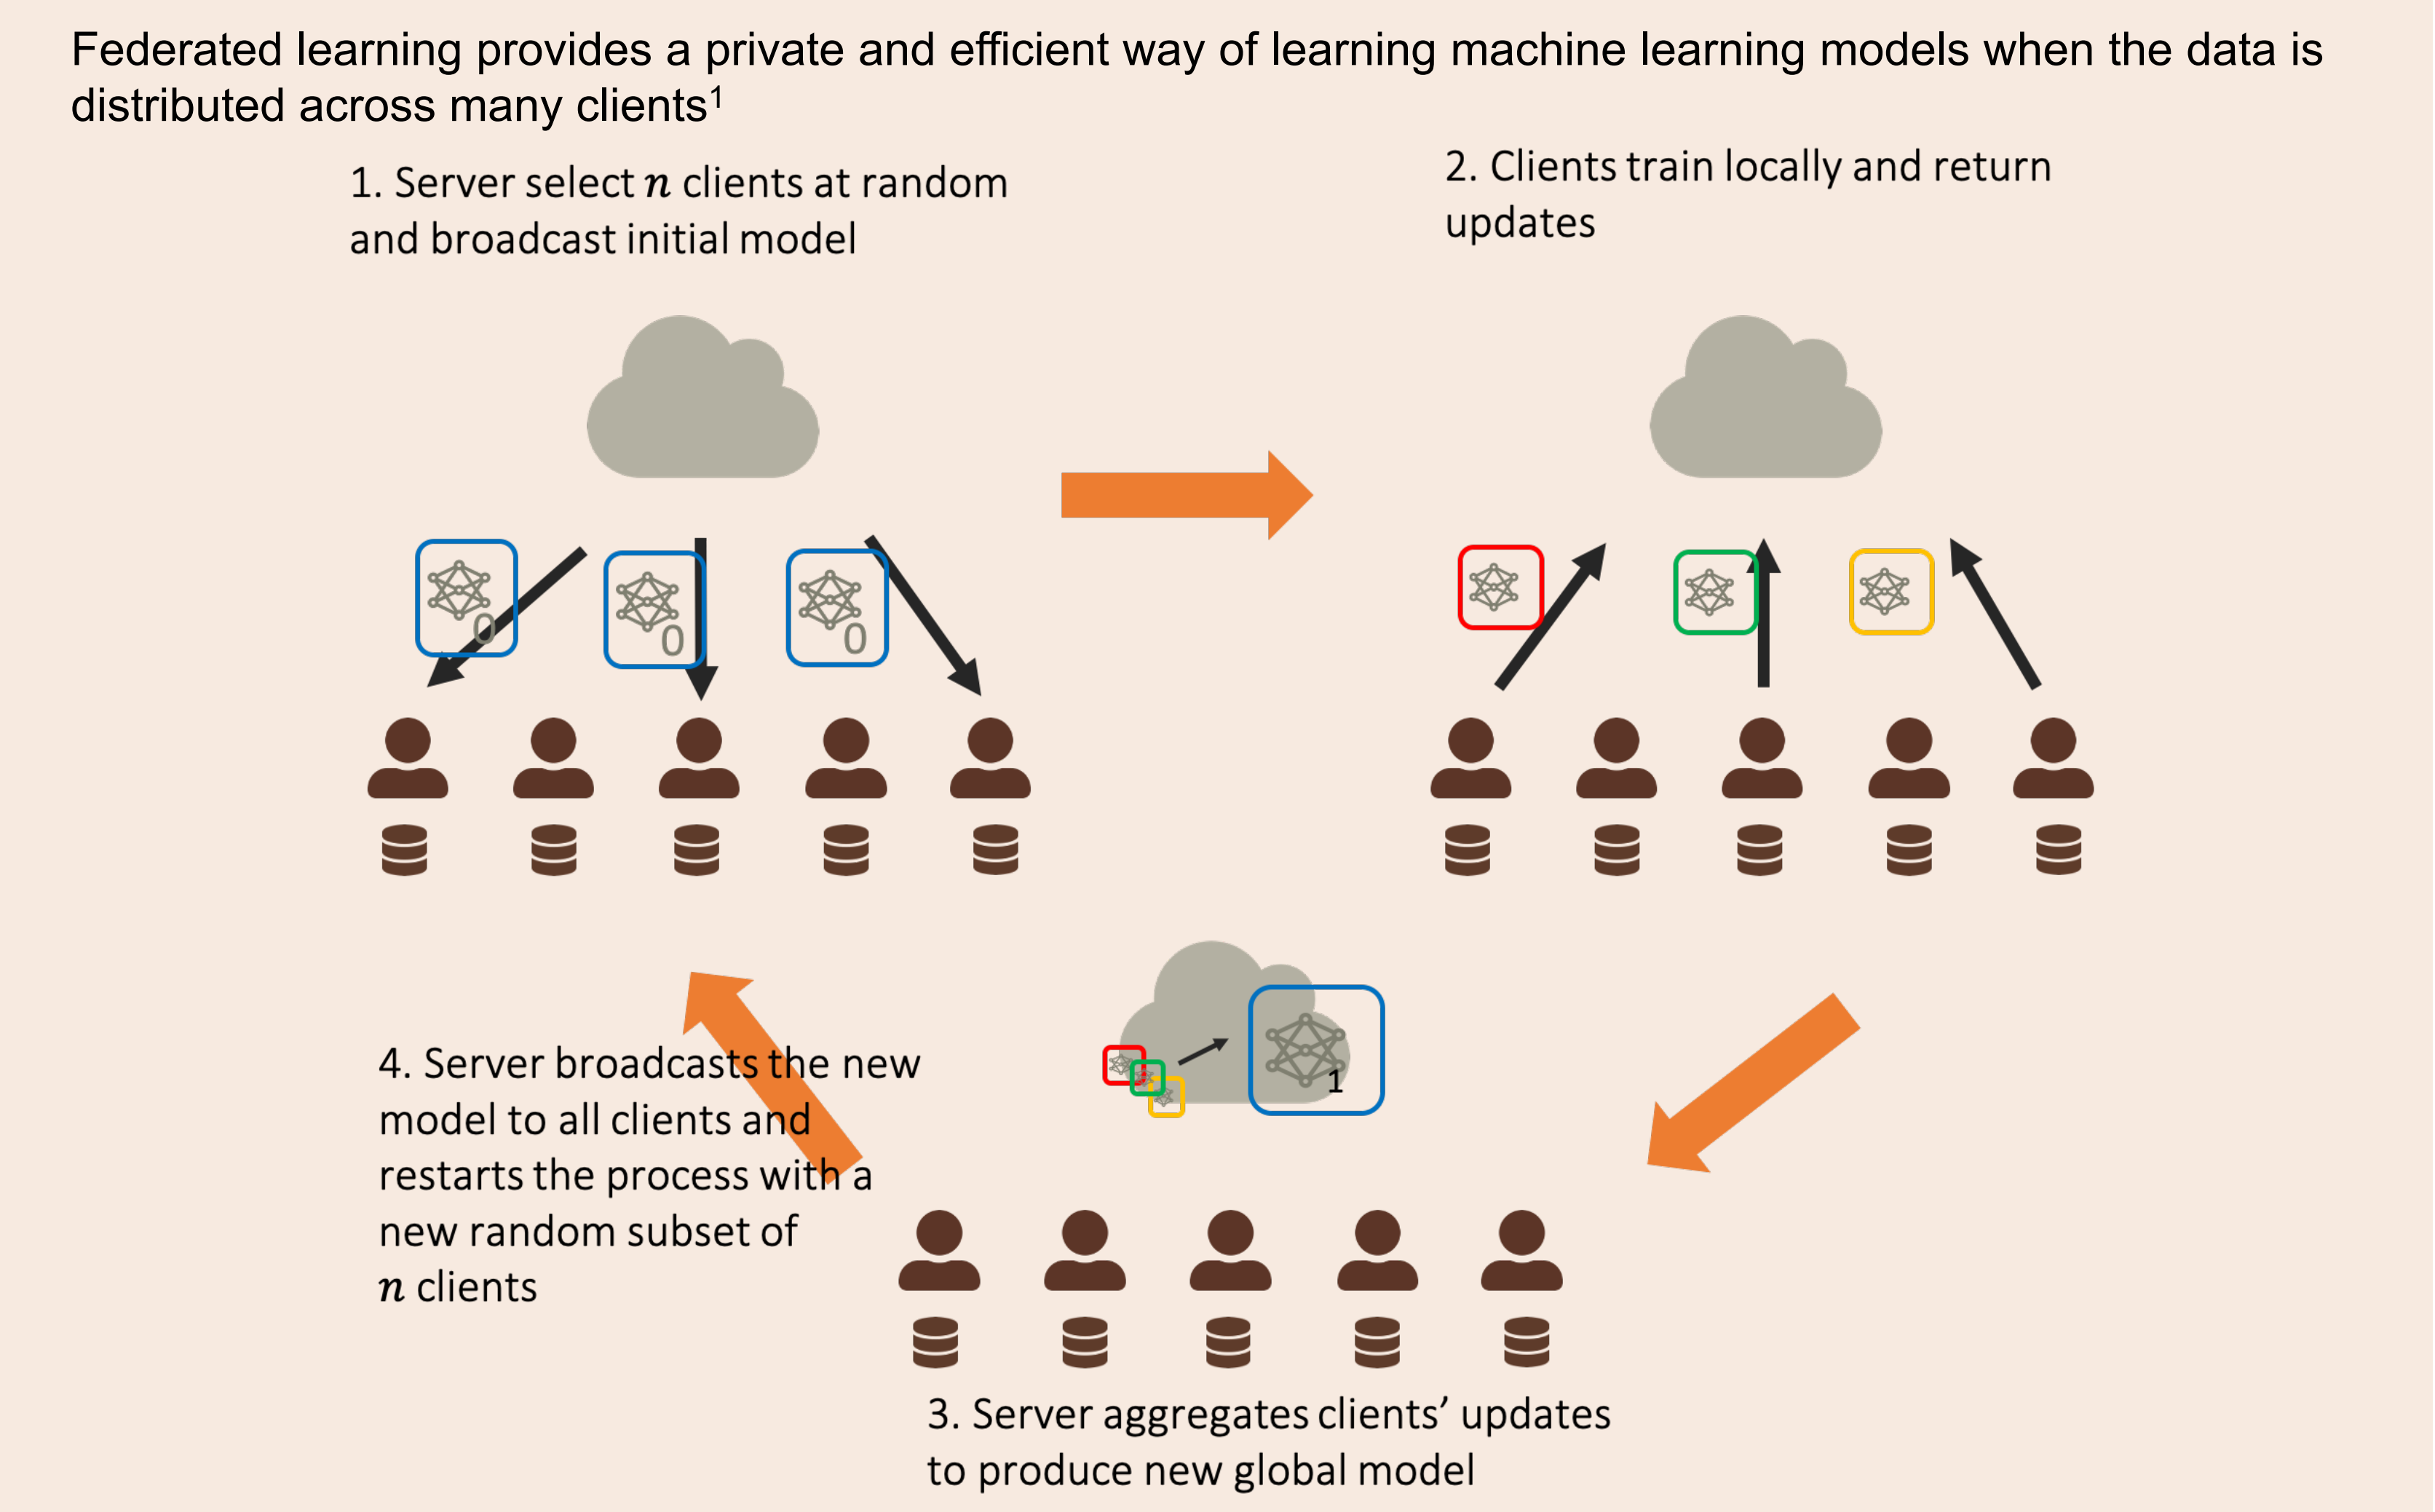 Federated learning provides a private and efficient way of learning machine learning models when the data is
distributed across many clients¹
1. Server select n clients at random
and broadcast initial model
2. Clients train locally and return
updates
0
0
0
1
4. Server broadcasts the new
model to all clients and
restarts the process with a
new random subset of
n clients
3. Server aggregates clients’ updates
to produce new global model